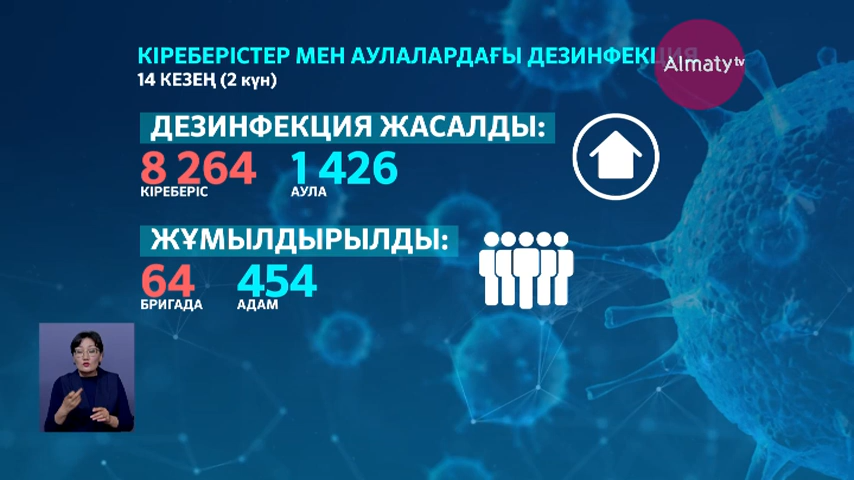 КІРЕБЕРІСТЕР МЕН АУЛАЛАРДАҒЫ ДЕЗИНФЕКЦИЯ
Almaty tv
14 КЕЗЕҢ (2 күн)
ДЕЗИНФЕКЦИЯ ЖАСАЛДЫ:
8 264 1 426
КІРЕБЕРІС АУЛА
ЖҰМЫЛДЫРЫЛДЫ:
64 454
БРИГАДА АДАМ